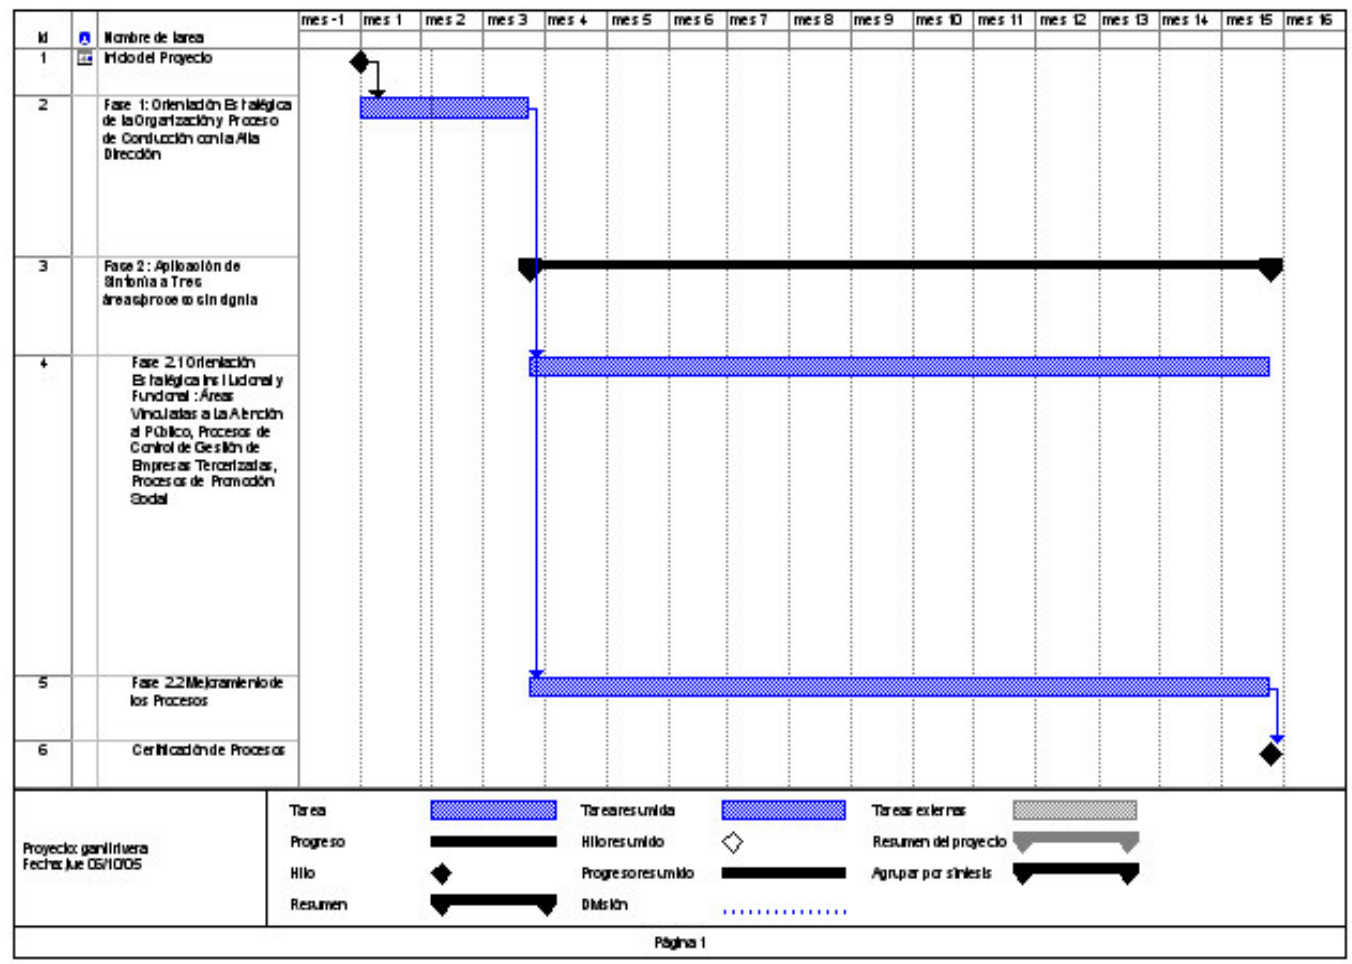 mes -1 mes 1 mes 2 mes 3 mes 4 mes 5 mes 6 mes 7 mes 8 mes 9 mes 10 mes 11 mes 12 mes 13 mes 14 mes 15 mes 16
Id Nombre de tarea
1 Inicio del Proyecto
2 Fase 1: Orientación Estratégica
de la Organización y Proceso
de Conducción con la Alta
Dirección
3 Fase 2: Aplicación de
Sintonía a Tres
áreas/proceso insignia
4 Fase 2.1 Orientación
Estratégica Institucional y
Funcional : Áreas
Vinculadas a La Atención
al Público, Procesos de
Control de Gestión de
Empresas Tercerizadas,
Procesos de Promoción
Social
5 Fase 2.2 Mejoramiento de
los Procesos
6 Certificación de Procesos
Proyecto: ganttrivera
Fecha: jue 06/10/05
Tarea Tarea resumida Tareas externas
Progreso Hito resumido Resumen del proyecto
Hito Progreso resumido Agrupar por síntesis
Resumen División
Página 1